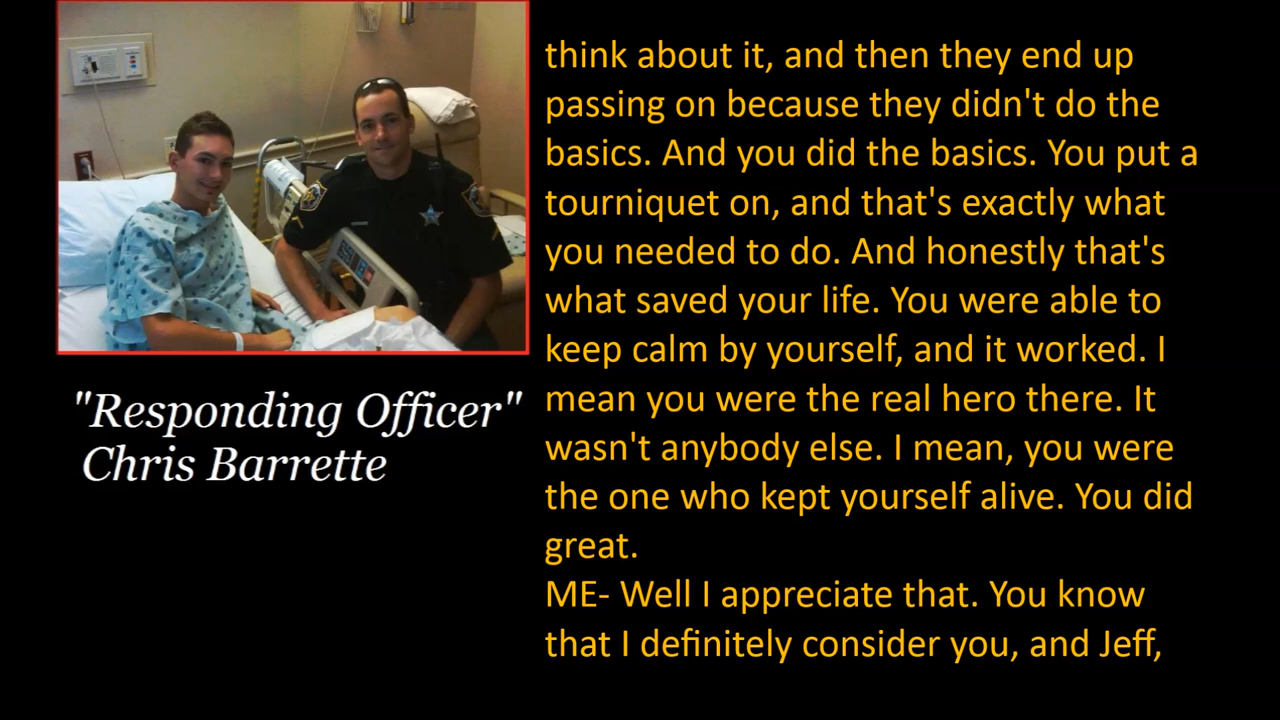 think about it, and then they end up
passing on because they didn't do the
basics. And you did the basics. You put a
tourniquet on, and that's exactly what
you needed to do. And honestly that's
what saved your life. You were able to
keep calm by yourself, and it worked. I
mean you were the real hero there. It
wasn't anybody else. I mean, you were
the one who kept yourself alive. You did
great.
ME- Well I appreciate that. You know
that I definitely consider you, and Jeff,
"Responding Officer"
Chris Barrette